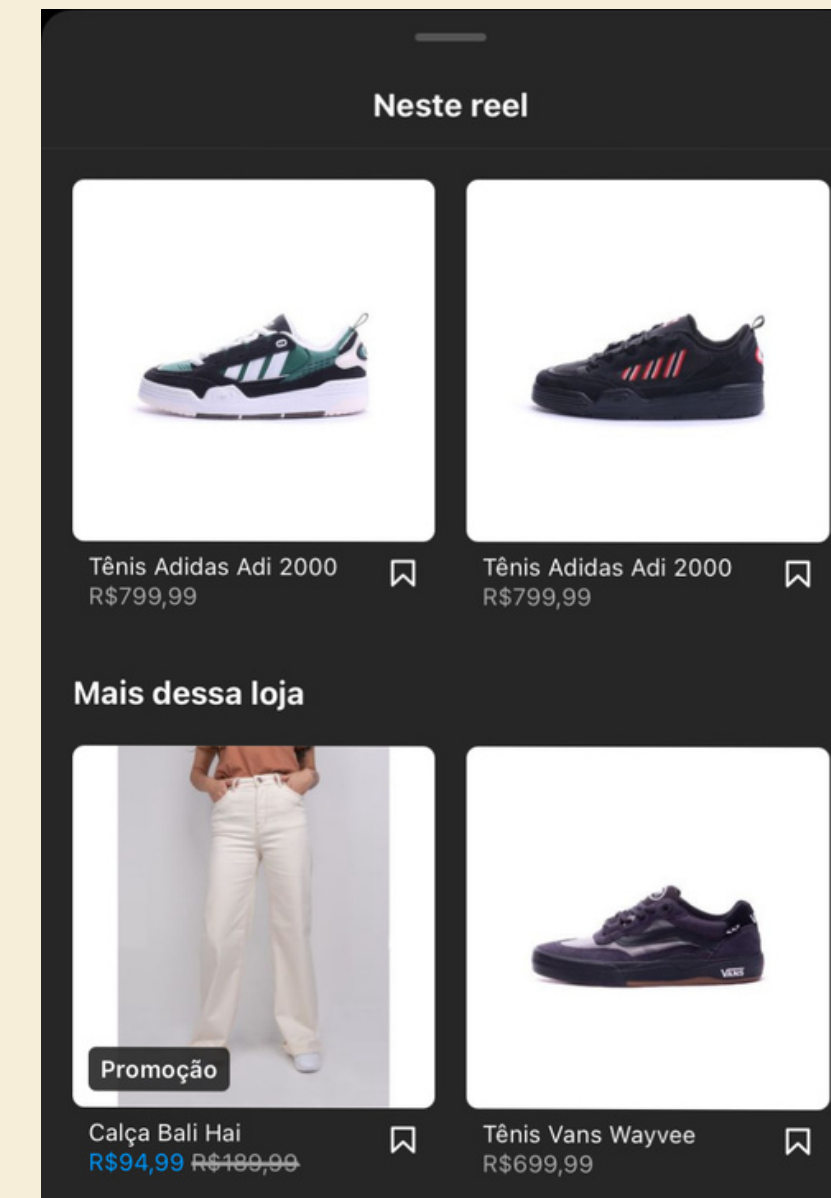 Neste reel
Tênis Adidas Adi 2000
R$799,99
Tênis Adidas Adi 2000
R$799,99
Mais dessa loja
Promoção
Calça Bali Hai
R$94,99 R$189,99
VANS
Tênis Vans Wayvee
R$699,99